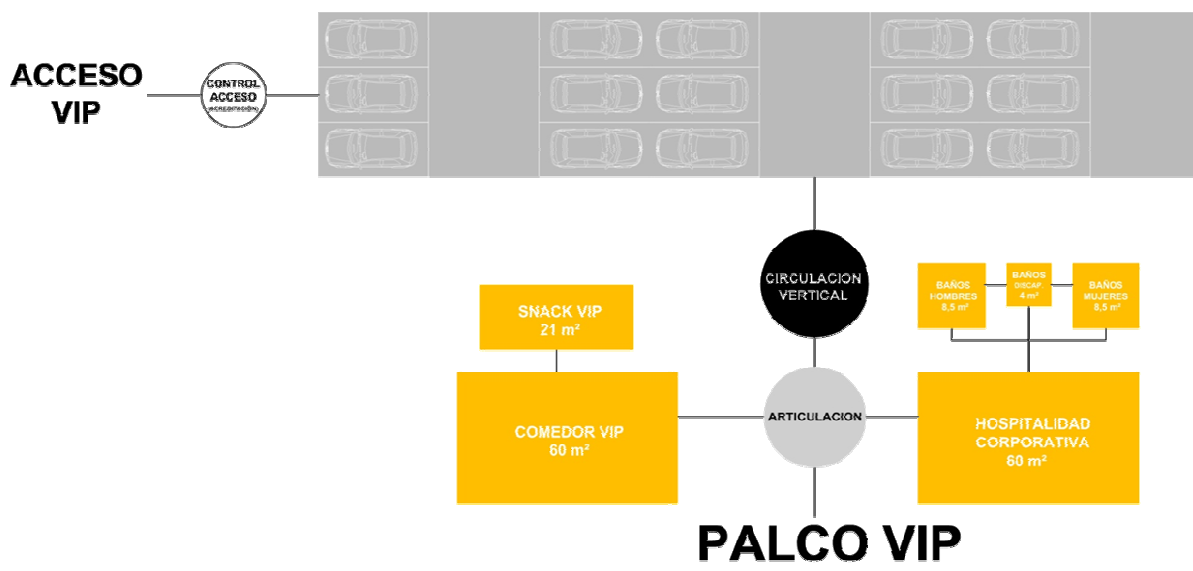 ACCESO
VIP
CONTROL
ACCESO
(ACREDITACIÓN)
CIRCULACION
VERTICAL
SNACK VIP
21 m²
BAÑOS
HOMBRES
8,5 m²
BAÑOS
DISCAP.
4 m²
BAÑOS
MUJERES
8,5 m²
COMEDOR VIP
60 m²
ARTICULACION
HOSPITALIDAD
CORPORATIVA
60 m²
PALCO VIP